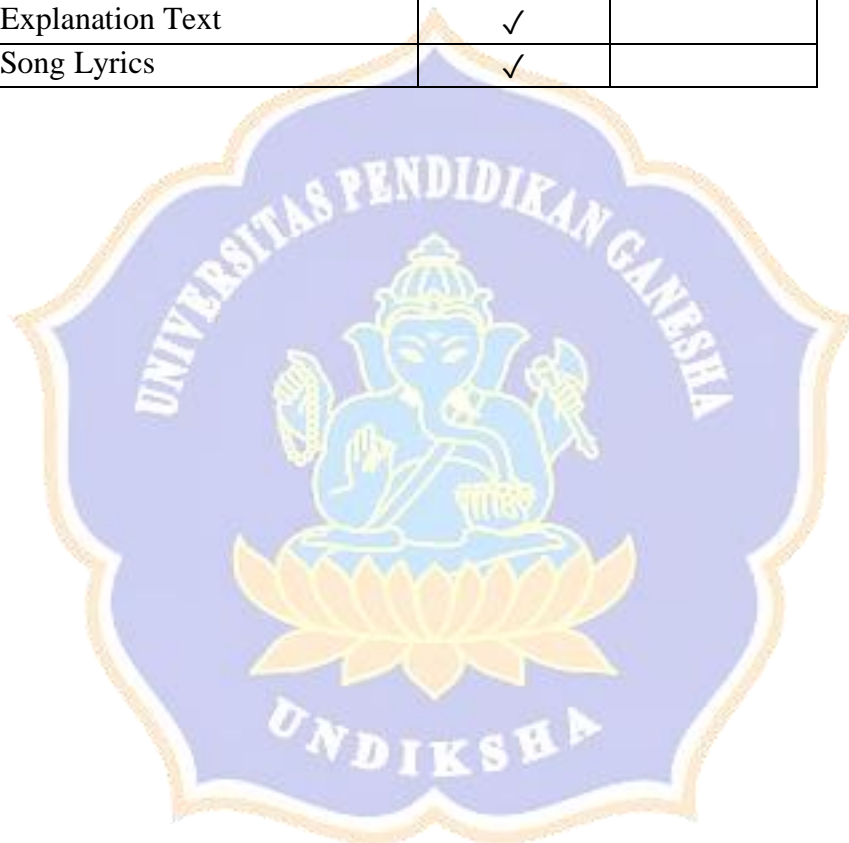 Explanation Text ✓
Song Lyrics ✓
UNIVERSITAS PENDIDIKAN GANESHA
UNDIKSHA